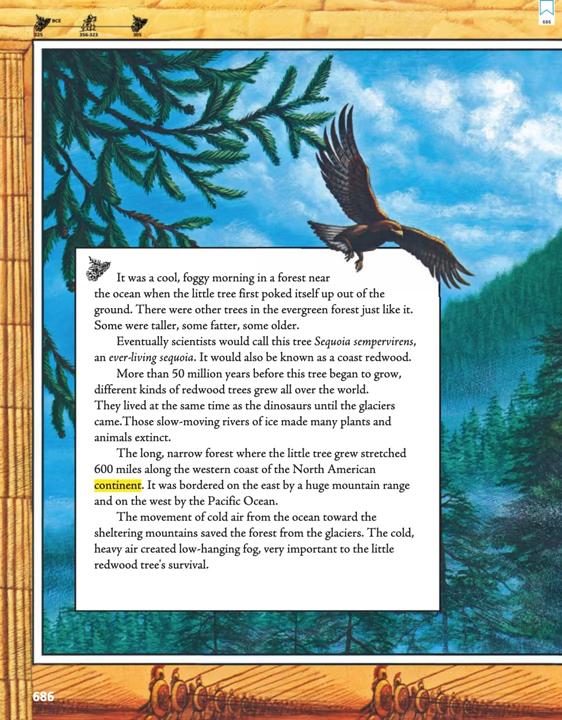 686
325
BCE
356-323
305
It was a cool, foggy morning in a forest near
the ocean when the little tree first poked itself up out of the
ground. There were other trees in the evergreen forest just like it.
Some were taller, some fatter, some older.
Eventually scientists would call this tree Sequoia sempervirens,
an ever-living sequoia. It would also be known as a coast redwood.
More than 50 million years before this tree began to grow,
different kinds of redwood trees grew all over the world.
They lived at the same time as the dinosaurs until the glaciers
came.Those slow-moving rivers of ice made many plants and
animals extinct.
The long, narrow forest where the little tree grew stretched
600 miles along the western coast of the North American
continent. It was bordered on the east by a huge mountain range
and on the west by the Pacific Ocean.
The movement of cold air from the ocean toward the
sheltering mountains saved the forest from the glaciers. The cold,
heavy air created low-hanging fog, very important to the little
redwood tree's survival.
686